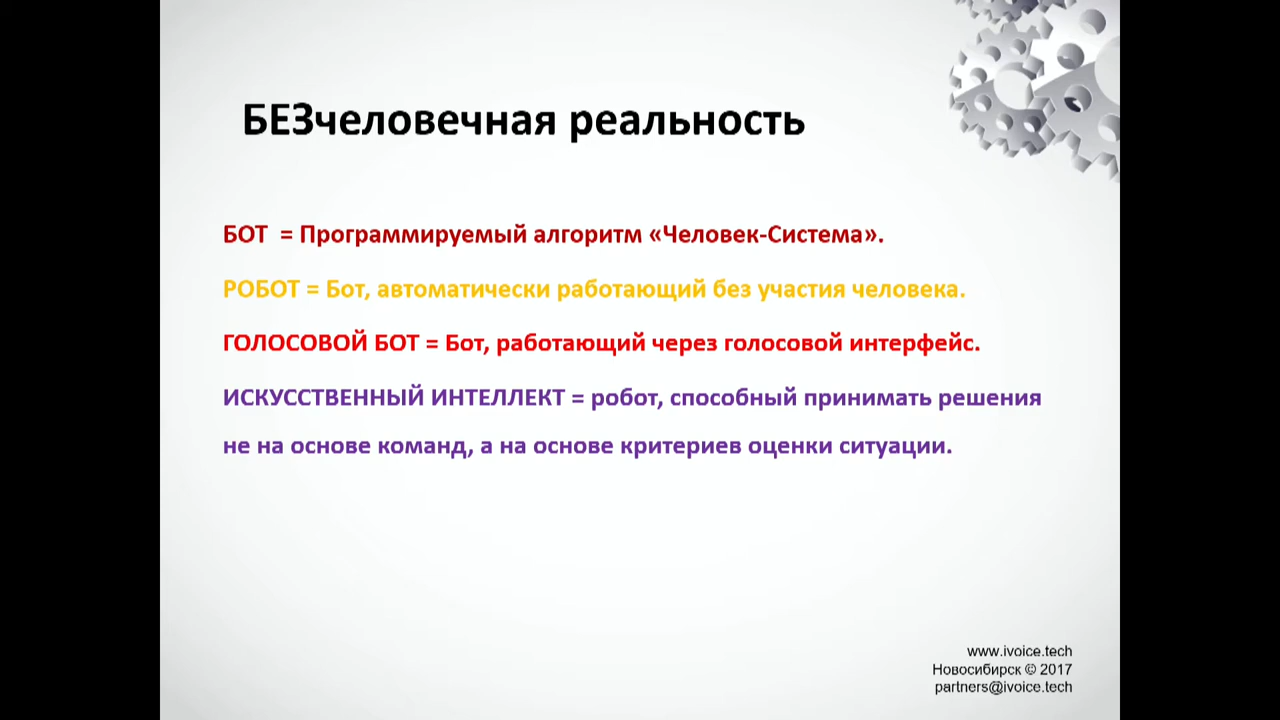 БЕЗчеловечная реальность
БОТ = Программируемый алгоритм «Человек-Система».
РОБОТ = Бот, автоматически работающий без участия человека.
ГОЛОСОВОЙ БОТ = Бот, работающий через голосовой интерфейс.
ИСКУССТВЕННЫЙ ИНТЕЛЛЕКТ = робот, способный принимать решения
не на основе команд, а на основе критериев оценки ситуации.
www.ivoice.tech
Новосибирск © 2017
partners@ivoice.tech